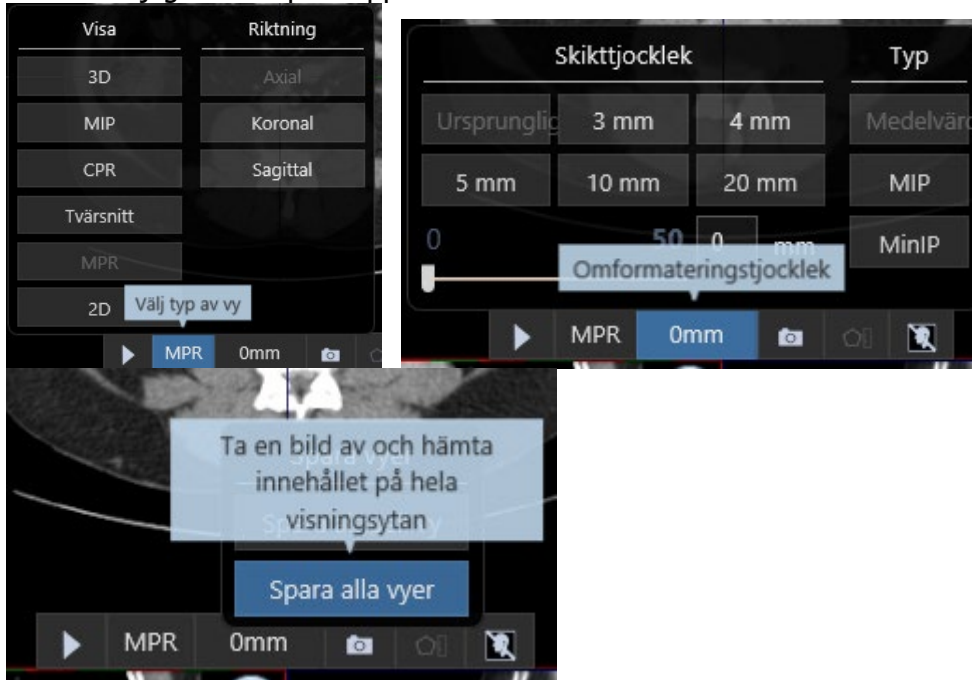 Visa Riktning
3D Axial
MIP Koronal
CPR Sagittal
Tvärsnitt
MPR
2D
Välj typ av vy
MPR 0mm
Skikttjocklek Typ
Ursprunglig 3 mm 4 mm Medelvärd
5 mm 10 mm 20 mm MIP
0 50 0 mm MinIP
Omformateringstjocklek
MPR 0mm
Ta en bild av och hämta
innehållet på hela
visningsytan
Spara alla vyer
MPR 0mm